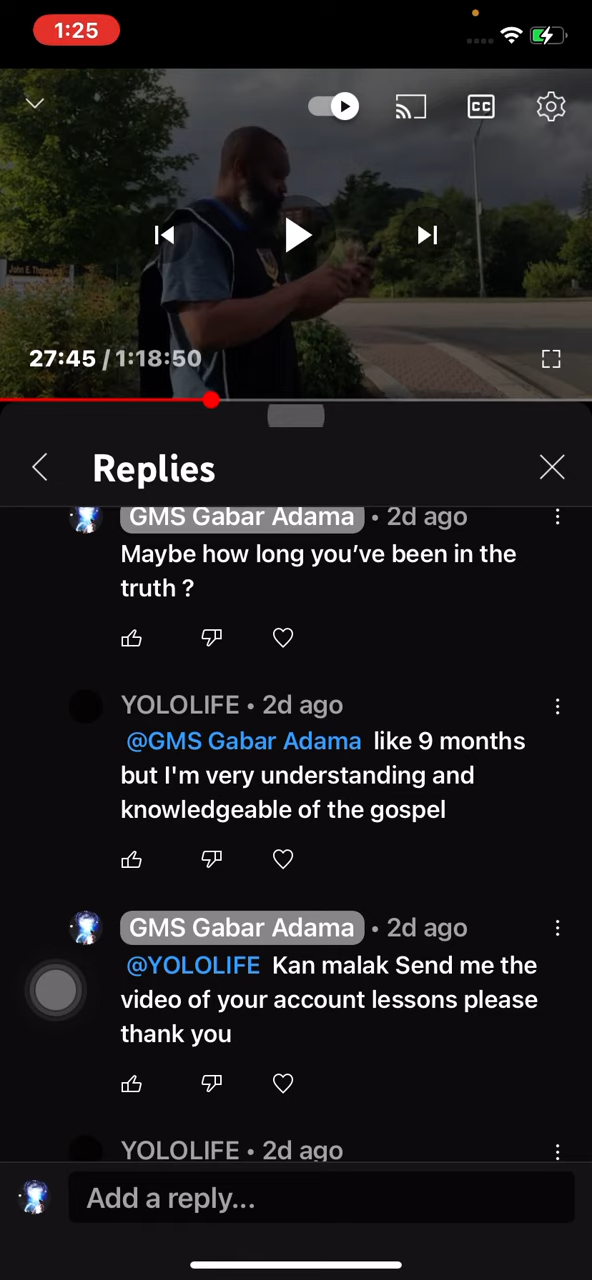 1:25
CC
John E.
27:45 / 1:18:50
Replies
GMS Gabar Adama • 2d ago
Maybe how long you’ve been in the
truth ?
YOLOLIFE • 2d ago
@GMS Gabar Adama like 9 months
but I'm very understanding and
knowledgeable of the gospel
GMS Gabar Adama • 2d ago
@YOLOLIFE Kan malak Send me the
video of your account lessons please
thank you
YOLOLIFE • 2d ago
Add a reply...